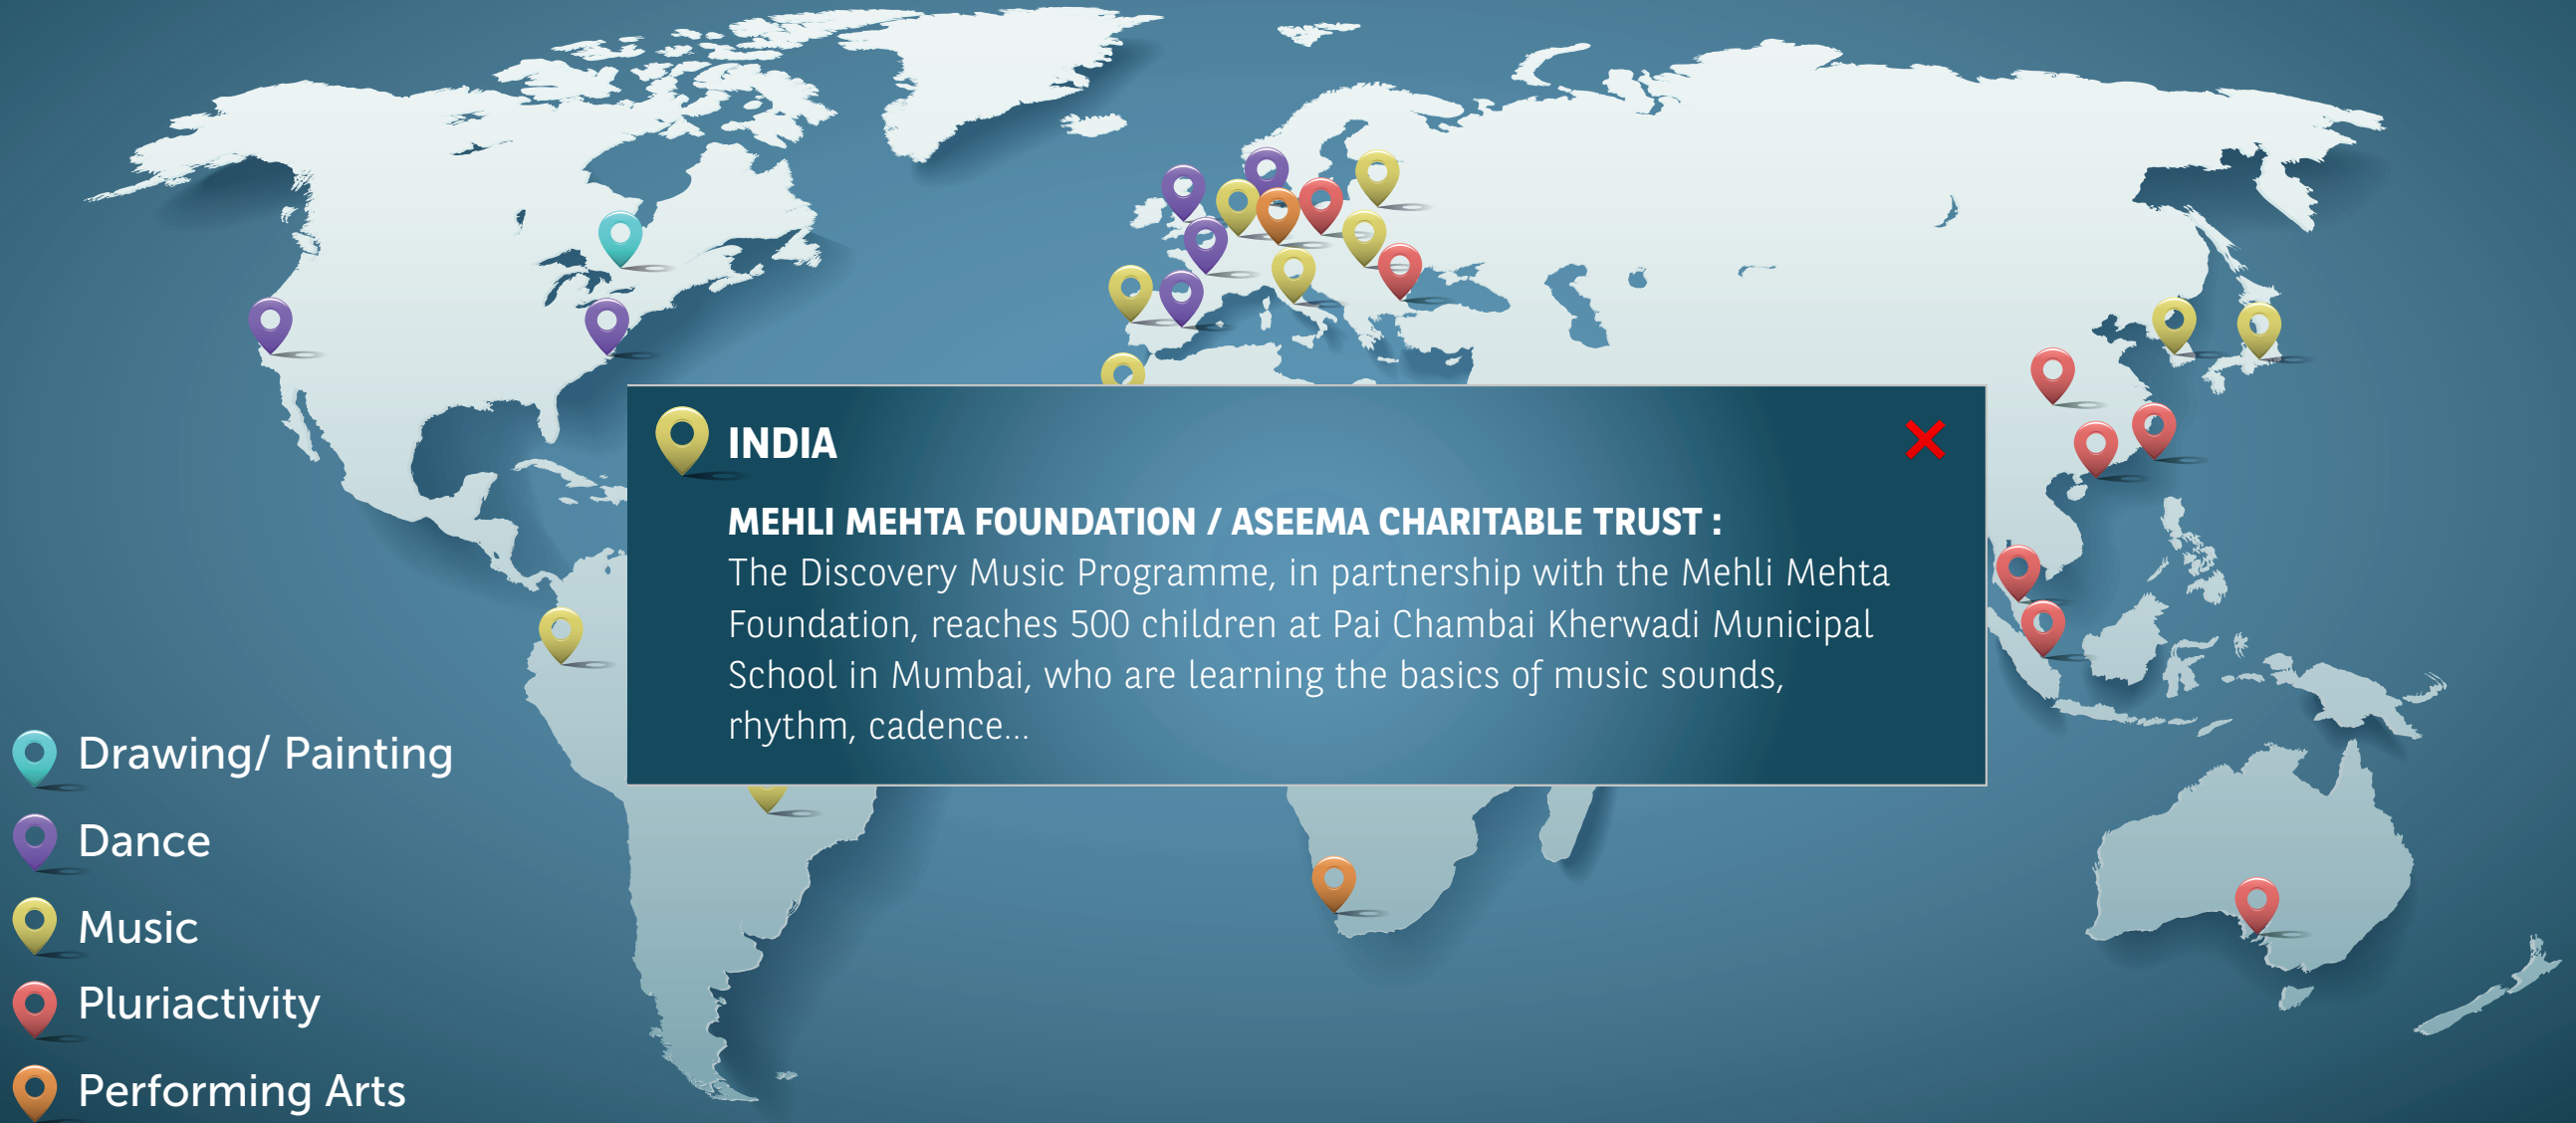 INDIA
MEHLI MEHTA FOUNDATION / ASEEMA CHARITABLE TRUST :
The Discovery Music Programme, in partnership with the Mehli Mehta
Foundation, reaches 500 children at Pai Chambai Kherwadi Municipal
School in Mumbai, who are learning the basics of music sounds,
rhythm, cadence...
Drawing/ Painting
Dance
Music
Pluriactivity
Performing Arts